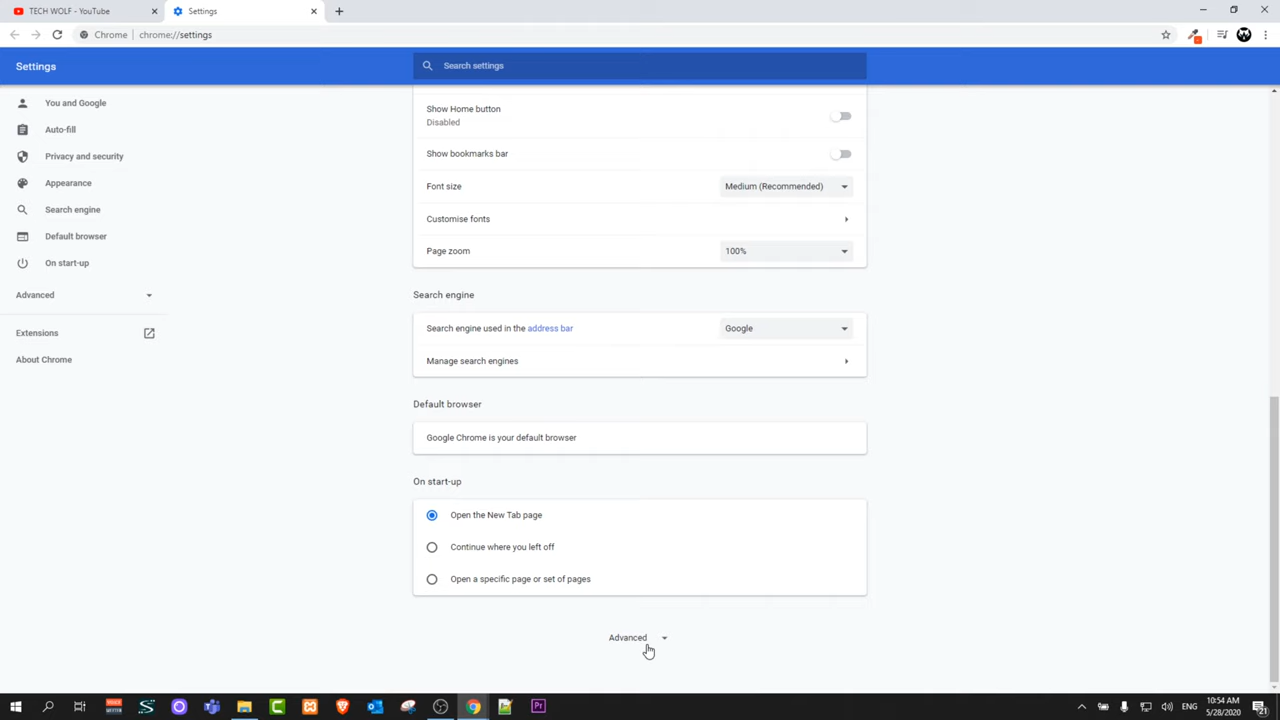 TECH WOLF - YouTube
Settings
Chrome
chrome://settings
Settings
Search settings
You and Google
Auto-fill
Privacy and security
Appearance
Search engine
Default browser
On start-up
Advanced
Extensions
About Chrome
Show Home button
Disabled
Show bookmarks bar
Font size
Medium (Recommended)
Customise fonts
Page zoom
100%
Search engine
Search engine used in the address bar
Google
Manage search engines
Default browser
Google Chrome is your default browser
On start-up
Open the New Tab page
Continue where you left off
Open a specific page or set of pages
Advanced
Pr
ENG
10:54 AM
5/28/2020
21